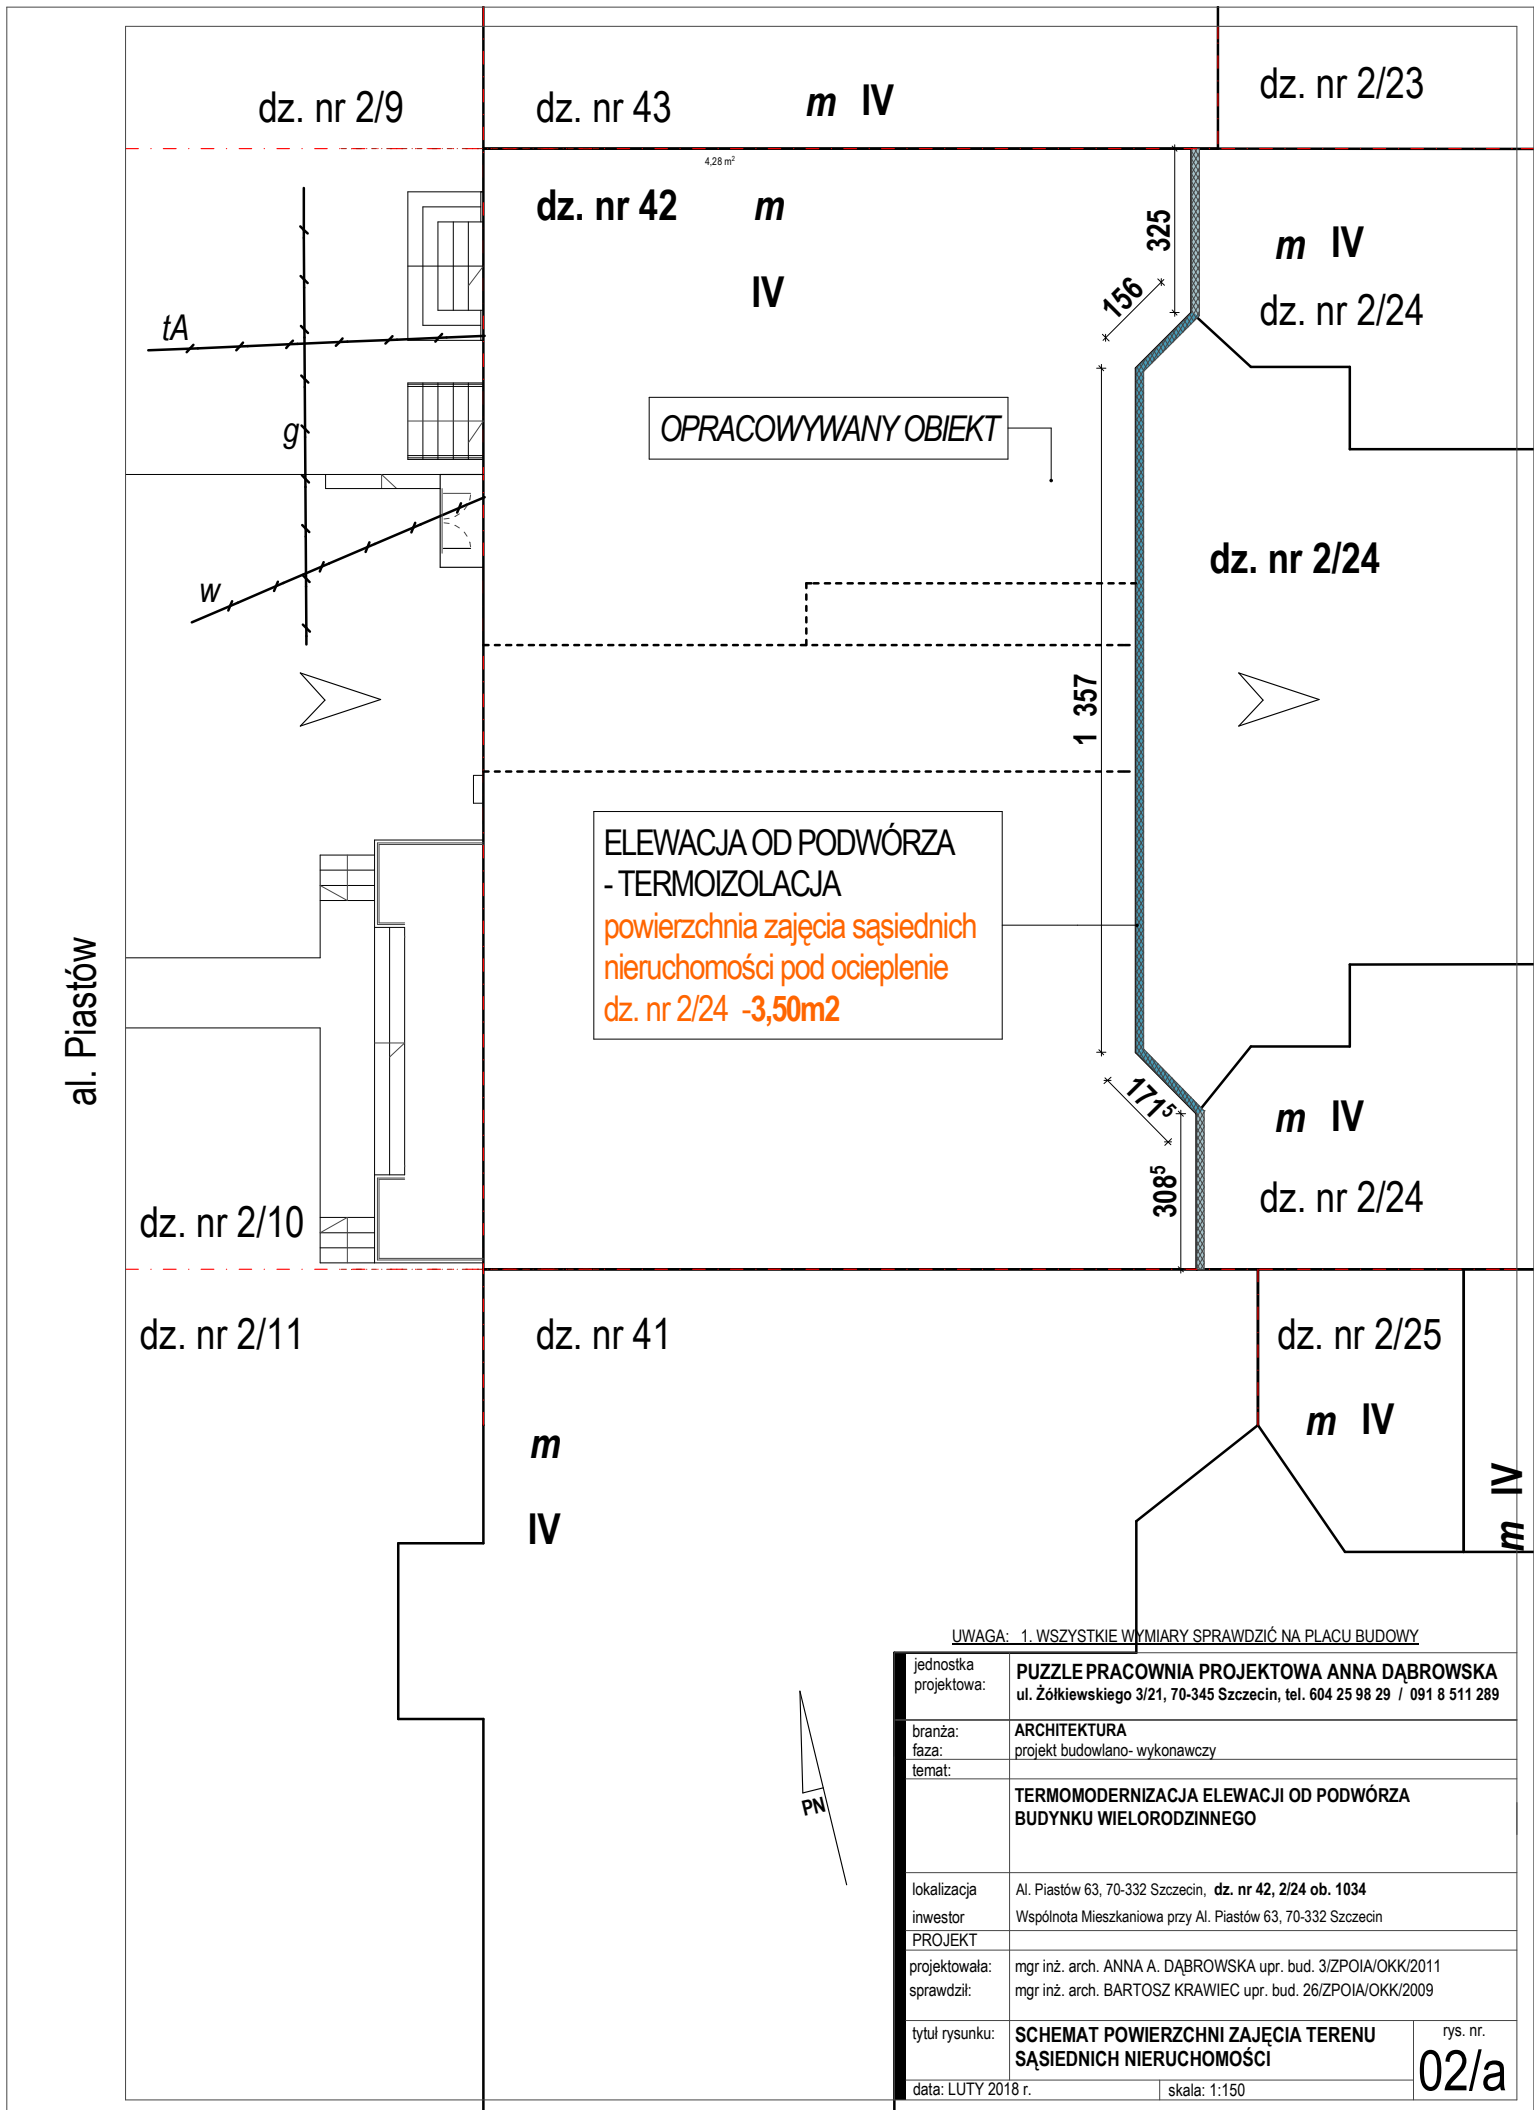 dz. nr 2/9
dz. nr 43
m IV
dz. nr 2/23
4,28 m²
dz. nr 42
m
IV
325
156
m IV
dz. nr 2/24
tA
g
w
OPRACOWYWANY OBIEKT
dz. nr 2/24
1 357
ELEWACJA OD PODWÓRZA
- TERMOIZOLACJA
powierzchnia zajęcia sąsiednich
nieruchomości pod ocieplenie
dz. nr 2/24 -3,50m2
al. Piastów
171⁵
308⁵
m IV
dz. nr 2/24
dz. nr 2/10
dz. nr 2/11
dz. nr 41
dz. nr 2/25
m
IV
m IV
m IV
PN
UWAGA: 1. WSZYSTKIE WYMIARY SPRAWDZIĆ NA PLACU BUDOWY
jednostka
projektowa:
PUZZLE PRACOWNIA PROJEKTOWA ANNA DĄBROWSKA
ul. Żółkiewskiego 3/21, 70-345 Szczecin, tel. 604 25 98 29 / 091 8 511 289
branża: ARCHITEKTURA
faza: projekt budowlano- wykonawczy
temat:
TERMOMODERNIZACJA ELEWACJI OD PODWÓRZA
BUDYNKU WIELORODZINNEGO
lokalizacja Al. Piastów 63, 70-332 Szczecin, dz. nr 42, 2/24 ob. 1034
inwestor Wspólnota Mieszkaniowa przy Al. Piastów 63, 70-332 Szczecin
PROJEKT
projektowała: mgr inż. arch. ANNA A. DĄBROWSKA upr. bud. 3/ZPOIA/OKK/2011
sprawdził: mgr inż. arch. BARTOSZ KRAWIEC upr. bud. 26/ZPOIA/OKK/2009
tytuł rysunku: SCHEMAT POWIERZCHNI ZAJĘCIA TERENU
SĄSIEDNICH NIERUCHOMOŚCI
rys. nr.
02/a
data: LUTY 2018 r.
skala: 1:150